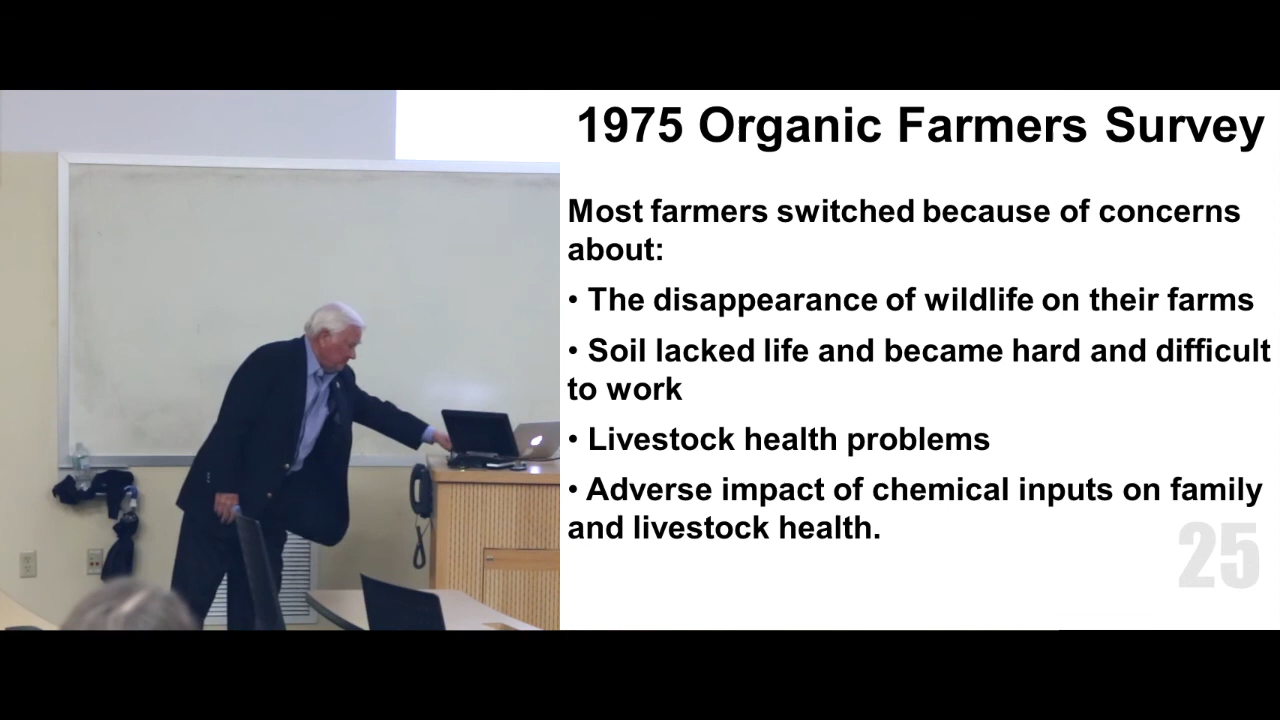 1975 Organic Farmers Survey
Most farmers switched because of concerns
about:
• The disappearance of wildlife on their farms
• Soil lacked life and became hard and difficult
to work
• Livestock health problems
• Adverse impact of chemical inputs on family
and livestock health.
25